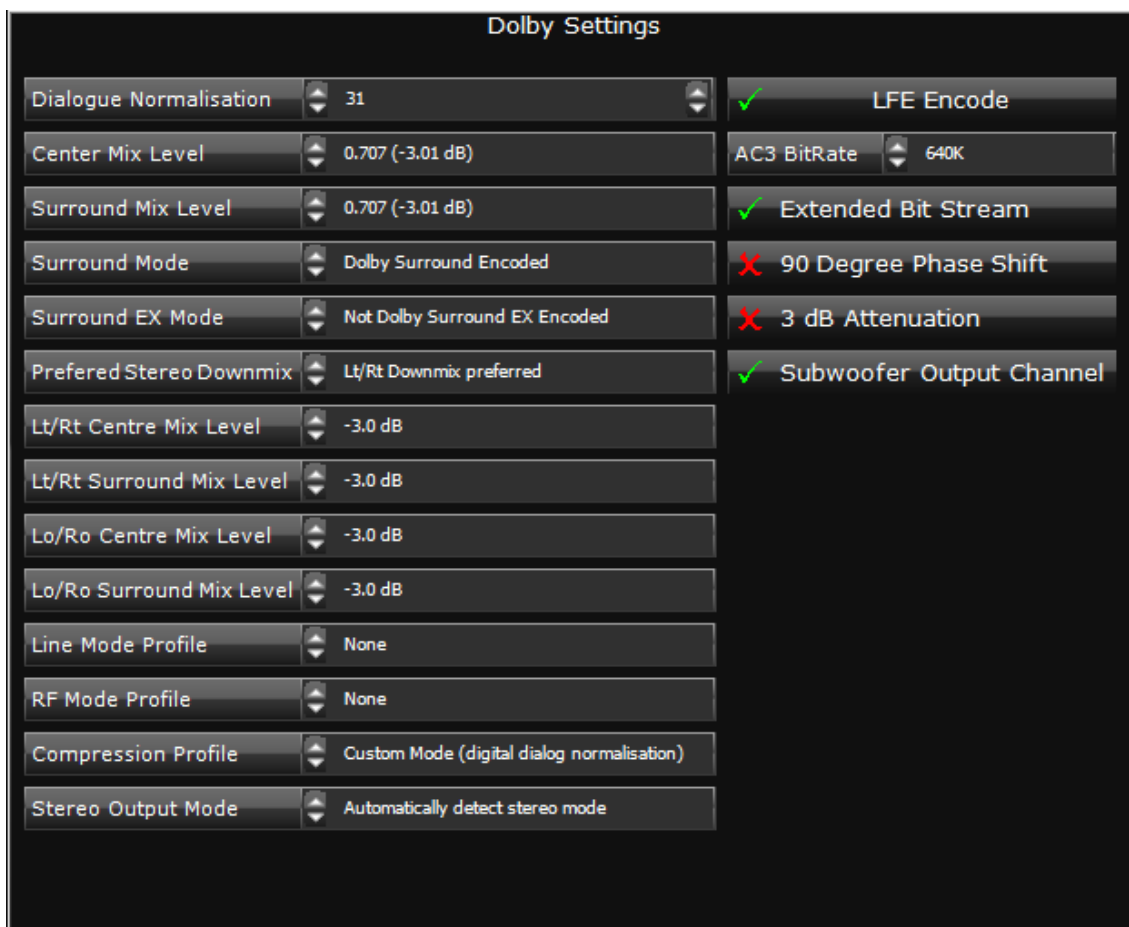 Dolby Settings
Dialogue Normalisation 31
LFE Encode
Center Mix Level 0.707 (-3.01 dB)
AC3 BitRate 640K
Surround Mix Level 0.707 (-3.01 dB)
Extended Bit Stream
Surround Mode Dolby Surround Encoded
90 Degree Phase Shift
Surround EX Mode Not Dolby Surround EX Encoded
3 dB Attenuation
Prefered Stereo Downmix Lt/Rt Downmix preferred
Subwoofer Output Channel
Lt/Rt Centre Mix Level -3.0 dB
Lt/Rt Surround Mix Level -3.0 dB
Lo/Ro Centre Mix Level -3.0 dB
Lo/Ro Surround Mix Level -3.0 dB
Line Mode Profile None
RF Mode Profile None
Compression Profile Custom Mode (digital dialog normalisation)
Stereo Output Mode Automatically detect stereo mode